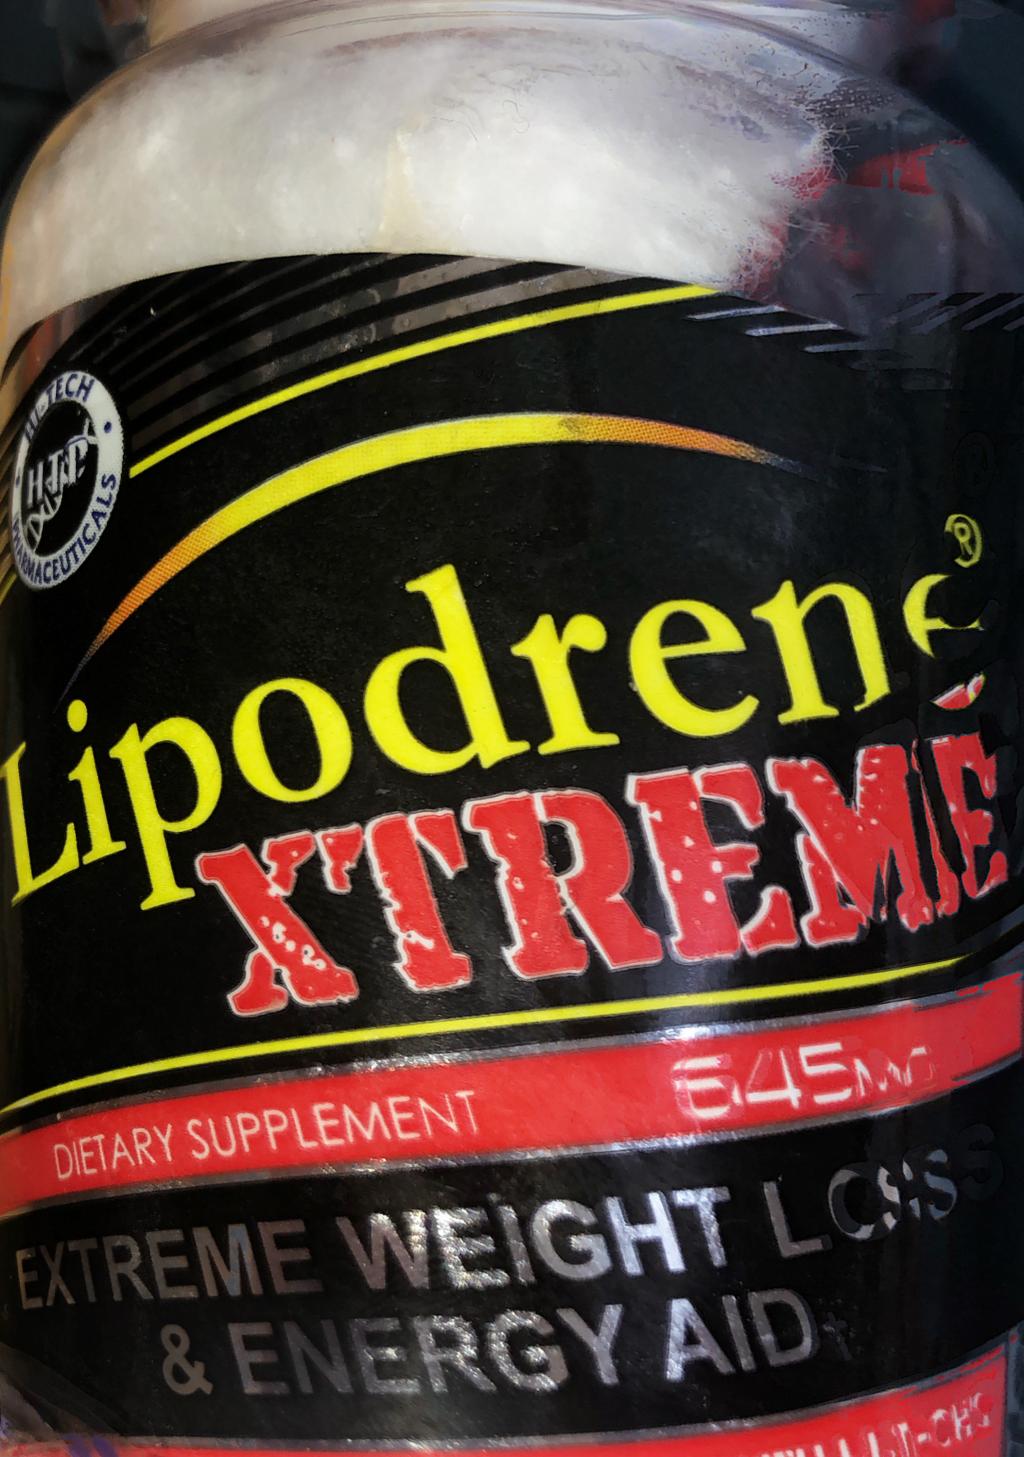 HI-TECH
H·T·P.
PHARMACEUTICALS
Lipodrene®
XTREME
DIETARY SUPPLEMENT 645MG
EXTREME WEIGHT LOSS
& ENERGY AID